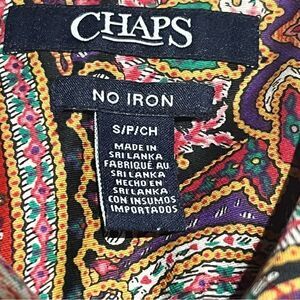 CHAPS
NO IRON
S/P/CH
MADE IN
SRI LANKA
FABRIQUÉ AU
SRI LANKA
HECHO EN
SRI LANKA
CON INSUMOS
IMPORTADOS